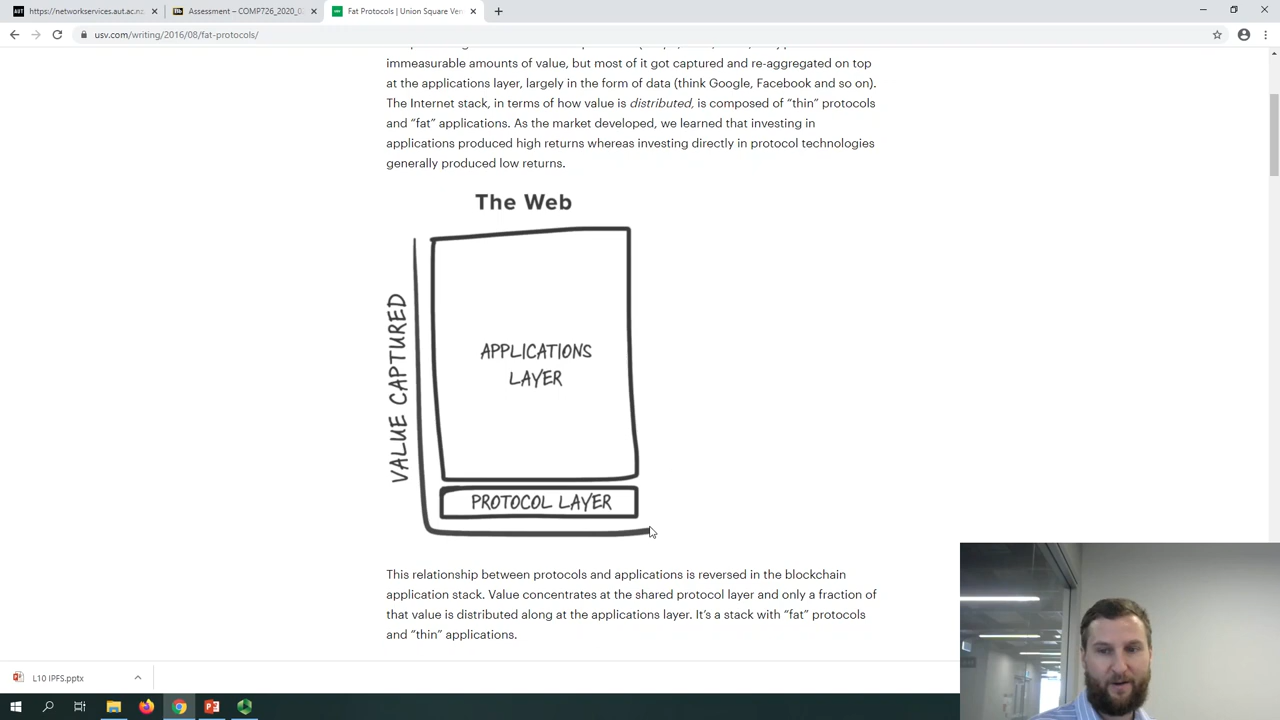 https://networkservices.aut.ac.nz
Assessment – COMP726_2020_0
Fat Protocols | Union Square Ven
usv.com/writing/2016/08/fat-protocols/
immeasurable amounts of value, but most of it got captured and re-aggregated on top
at the applications layer, largely in the form of data (think Google, Facebook and so on).
The Internet stack, in terms of how value is distributed, is composed of “thin” protocols
and “fat” applications. As the market developed, we learned that investing in
applications produced high returns whereas investing directly in protocol technologies
generally produced low returns.
The Web
VALUE CAPTURED
APPLICATIONS
LAYER
PROTOCOL LAYER
This relationship between protocols and applications is reversed in the blockchain
application stack. Value concentrates at the shared protocol layer and only a fraction of
that value is distributed along at the applications layer. It’s a stack with “fat” protocols
and “thin” applications.
L10 IPFS.pptx